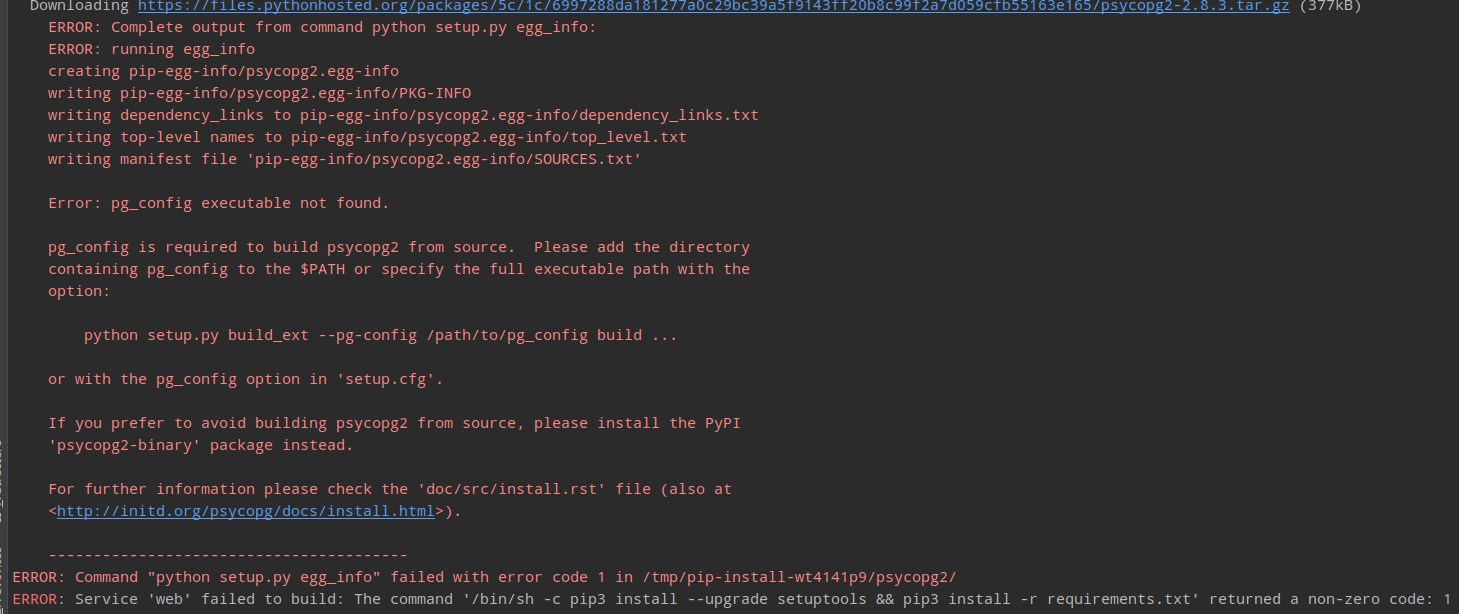 Downloading https://files.pythonhosted.org/packages/5c/1c/6997288da181277a0c29bc39a5f9143ff20b8c99f2a7d059cfb55163e165/psycopg2-2.8.3.tar.gz (377kB)
ERROR: Complete output from command python setup.py egg_info:
ERROR: running egg_info
creating pip-egg-info/psycopg2.egg-info
writing pip-egg-info/psycopg2.egg-info/PKG-INFO
writing dependency_links to pip-egg-info/psycopg2.egg-info/dependency_links.txt
writing top-level names to pip-egg-info/psycopg2.egg-info/top_level.txt
writing manifest file 'pip-egg-info/psycopg2.egg-info/SOURCES.txt'
Error: pg_config executable not found.
pg_config is required to build psycopg2 from source.  Please add the directory
containing pg_config to the $PATH or specify the full executable path with the
option:
python setup.py build_ext --pg-config /path/to/pg_config build ...
or with the pg_config option in 'setup.cfg'.
If you prefer to avoid building psycopg2 from source, please install the PyPI
'psycopg2-binary' package instead.
For further information please check the 'doc/src/install.rst' file (also at
<http://initd.org/psycopg/docs/install.html>).
----------------------------------------
ERROR: Command "python setup.py egg_info" failed with error code 1 in /tmp/pip-install-wt4141p9/psycopg2/
ERROR: Service 'web' failed to build: The command '/bin/sh -c pip3 install --upgrade setuptools && pip3 install -r requirements.txt' returned a non-zero code: 1